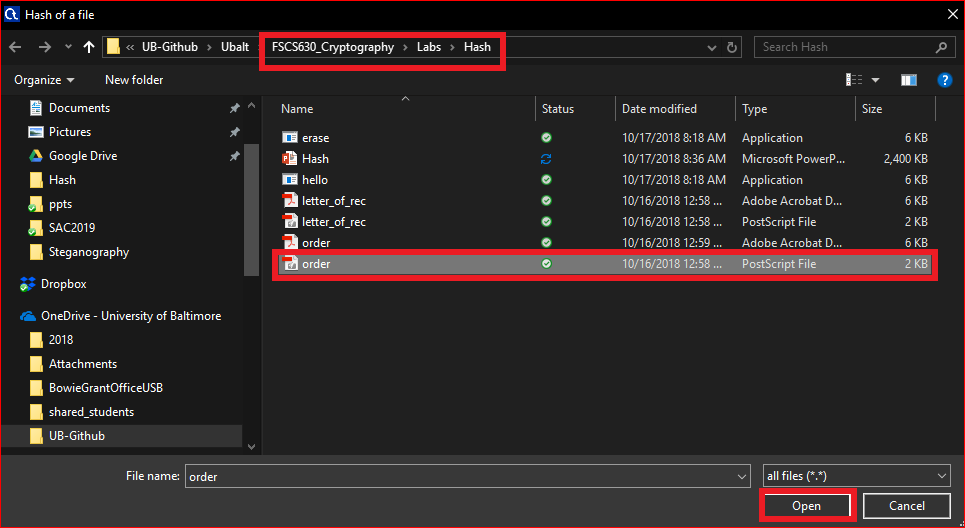 Hash of a file
« UB-Github › Ubalt › FSCS630_Cryptography › Labs › Hash
Search Hash
Organize
New folder
Documents
Pictures
Google Drive
Hash
ppts
SAC2019
Steganography
Dropbox
OneDrive - University of Baltimore
2018
Attachments
BowieGrantOfficeUSB
shared_students
UB-Github
Name Status Date modified Type Size
erase 10/17/2018 8:18 AM Application 6 KB
Hash 10/17/2018 8:36 AM Microsoft PowerP... 2,400 KB
hello 10/17/2018 8:18 AM Application 6 KB
letter_of_rec 10/16/2018 12:58 ... Adobe Acrobat D... 6 KB
letter_of_rec 10/16/2018 12:58 ... PostScript File 2 KB
order 10/16/2018 12:59 ... Adobe Acrobat D... 6 KB
order 10/16/2018 12:58 ... PostScript File 2 KB
File name: order
all files (*.*)
Open
Cancel